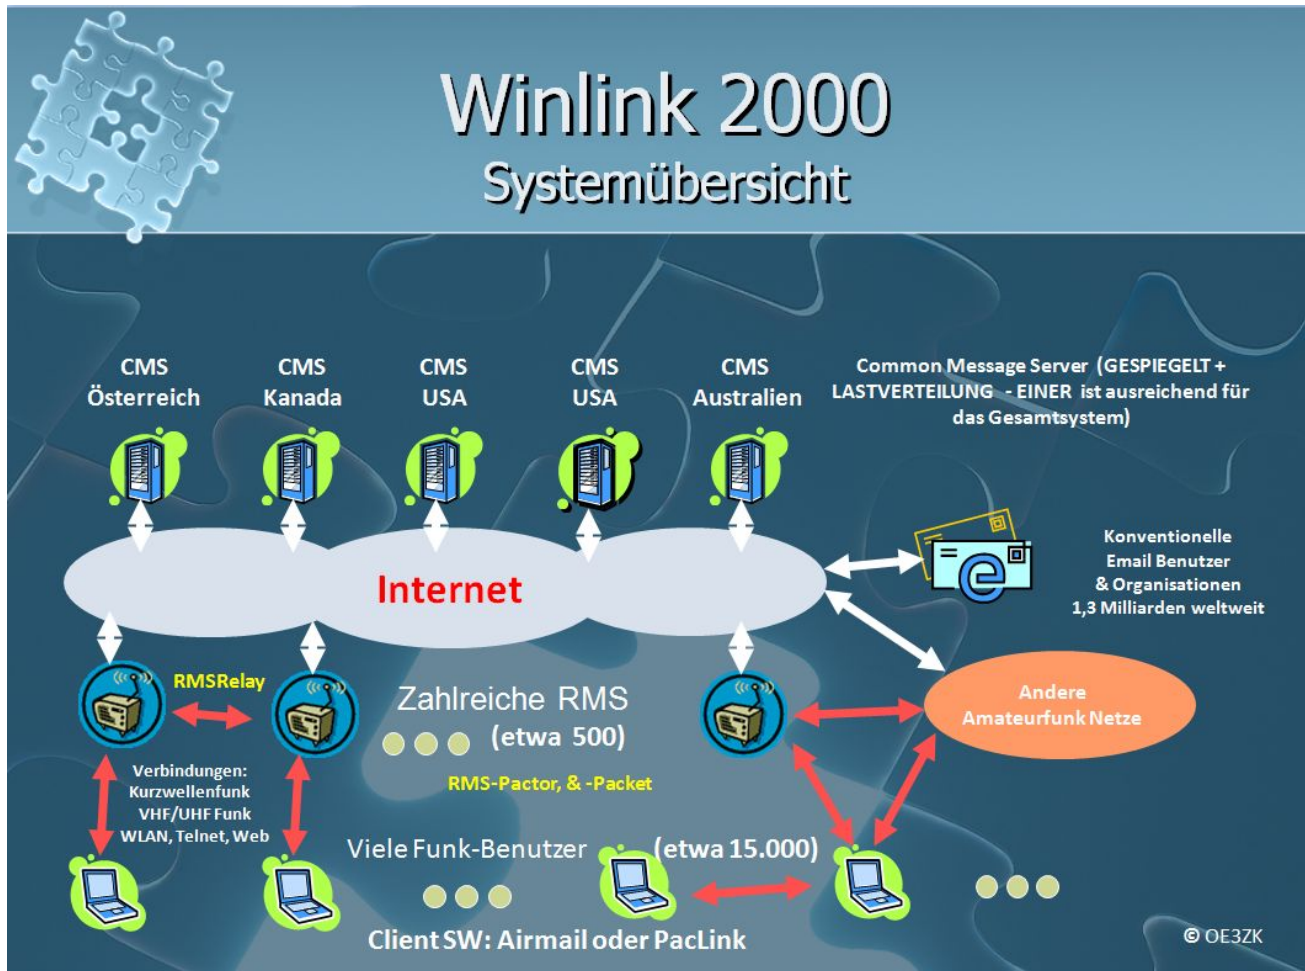 Winlink 2000
Systemübersicht
CMS
Österreich
CMS
Kanada
CMS
USA
CMS
USA
CMS
Australien
Common Message Server (GESPIEGELT +
LASTVERTEILUNG - EINER ist ausreichend für
das Gesamtsystem)
Internet
Konventionelle
Email Benutzer
& Organisationen
1,3 Milliarden weltweit
RMSRelay
Zahlreiche RMS
(etwa 500)
RMS-Pactor, & -Packet
Andere
Amateurfunk Netze
Verbindungen:
Kurzwellenfunk
VHF/UHF Funk
WLAN, Telnet, Web
Viele Funk-Benutzer (etwa 15.000)
Client SW: Airmail oder PacLink
© OE3ZK